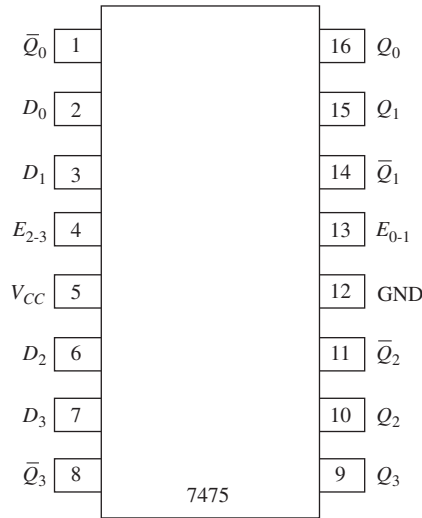 Q̄₀ 1 16 Q₀
D₀ 2 15 Q₁
D₁ 3 14 Q̄₁
E₂₋₃ 4 13 E₀₋₁
V_CC 5 12 GND
D₂ 6 11 Q̄₂
D₃ 7 10 Q₂
Q̄₃ 8 9 Q₃
7475